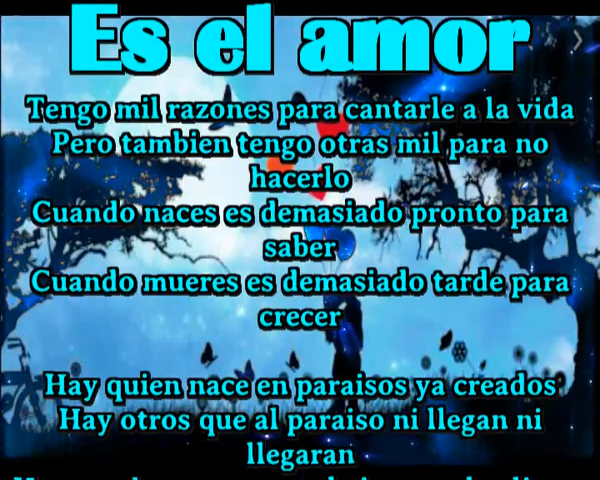 Es el amor
Tengo mil razones para cantarle a la vida
Pero tambien tengo otras mil para no
hacerlo
Cuando naces es demasiado pronto para
saber
Cuando mueres es demasiado tarde para
crecer
Hay quien nace en paraisos ya creados
Hay otros que al paraiso ni llegan ni
llegaran